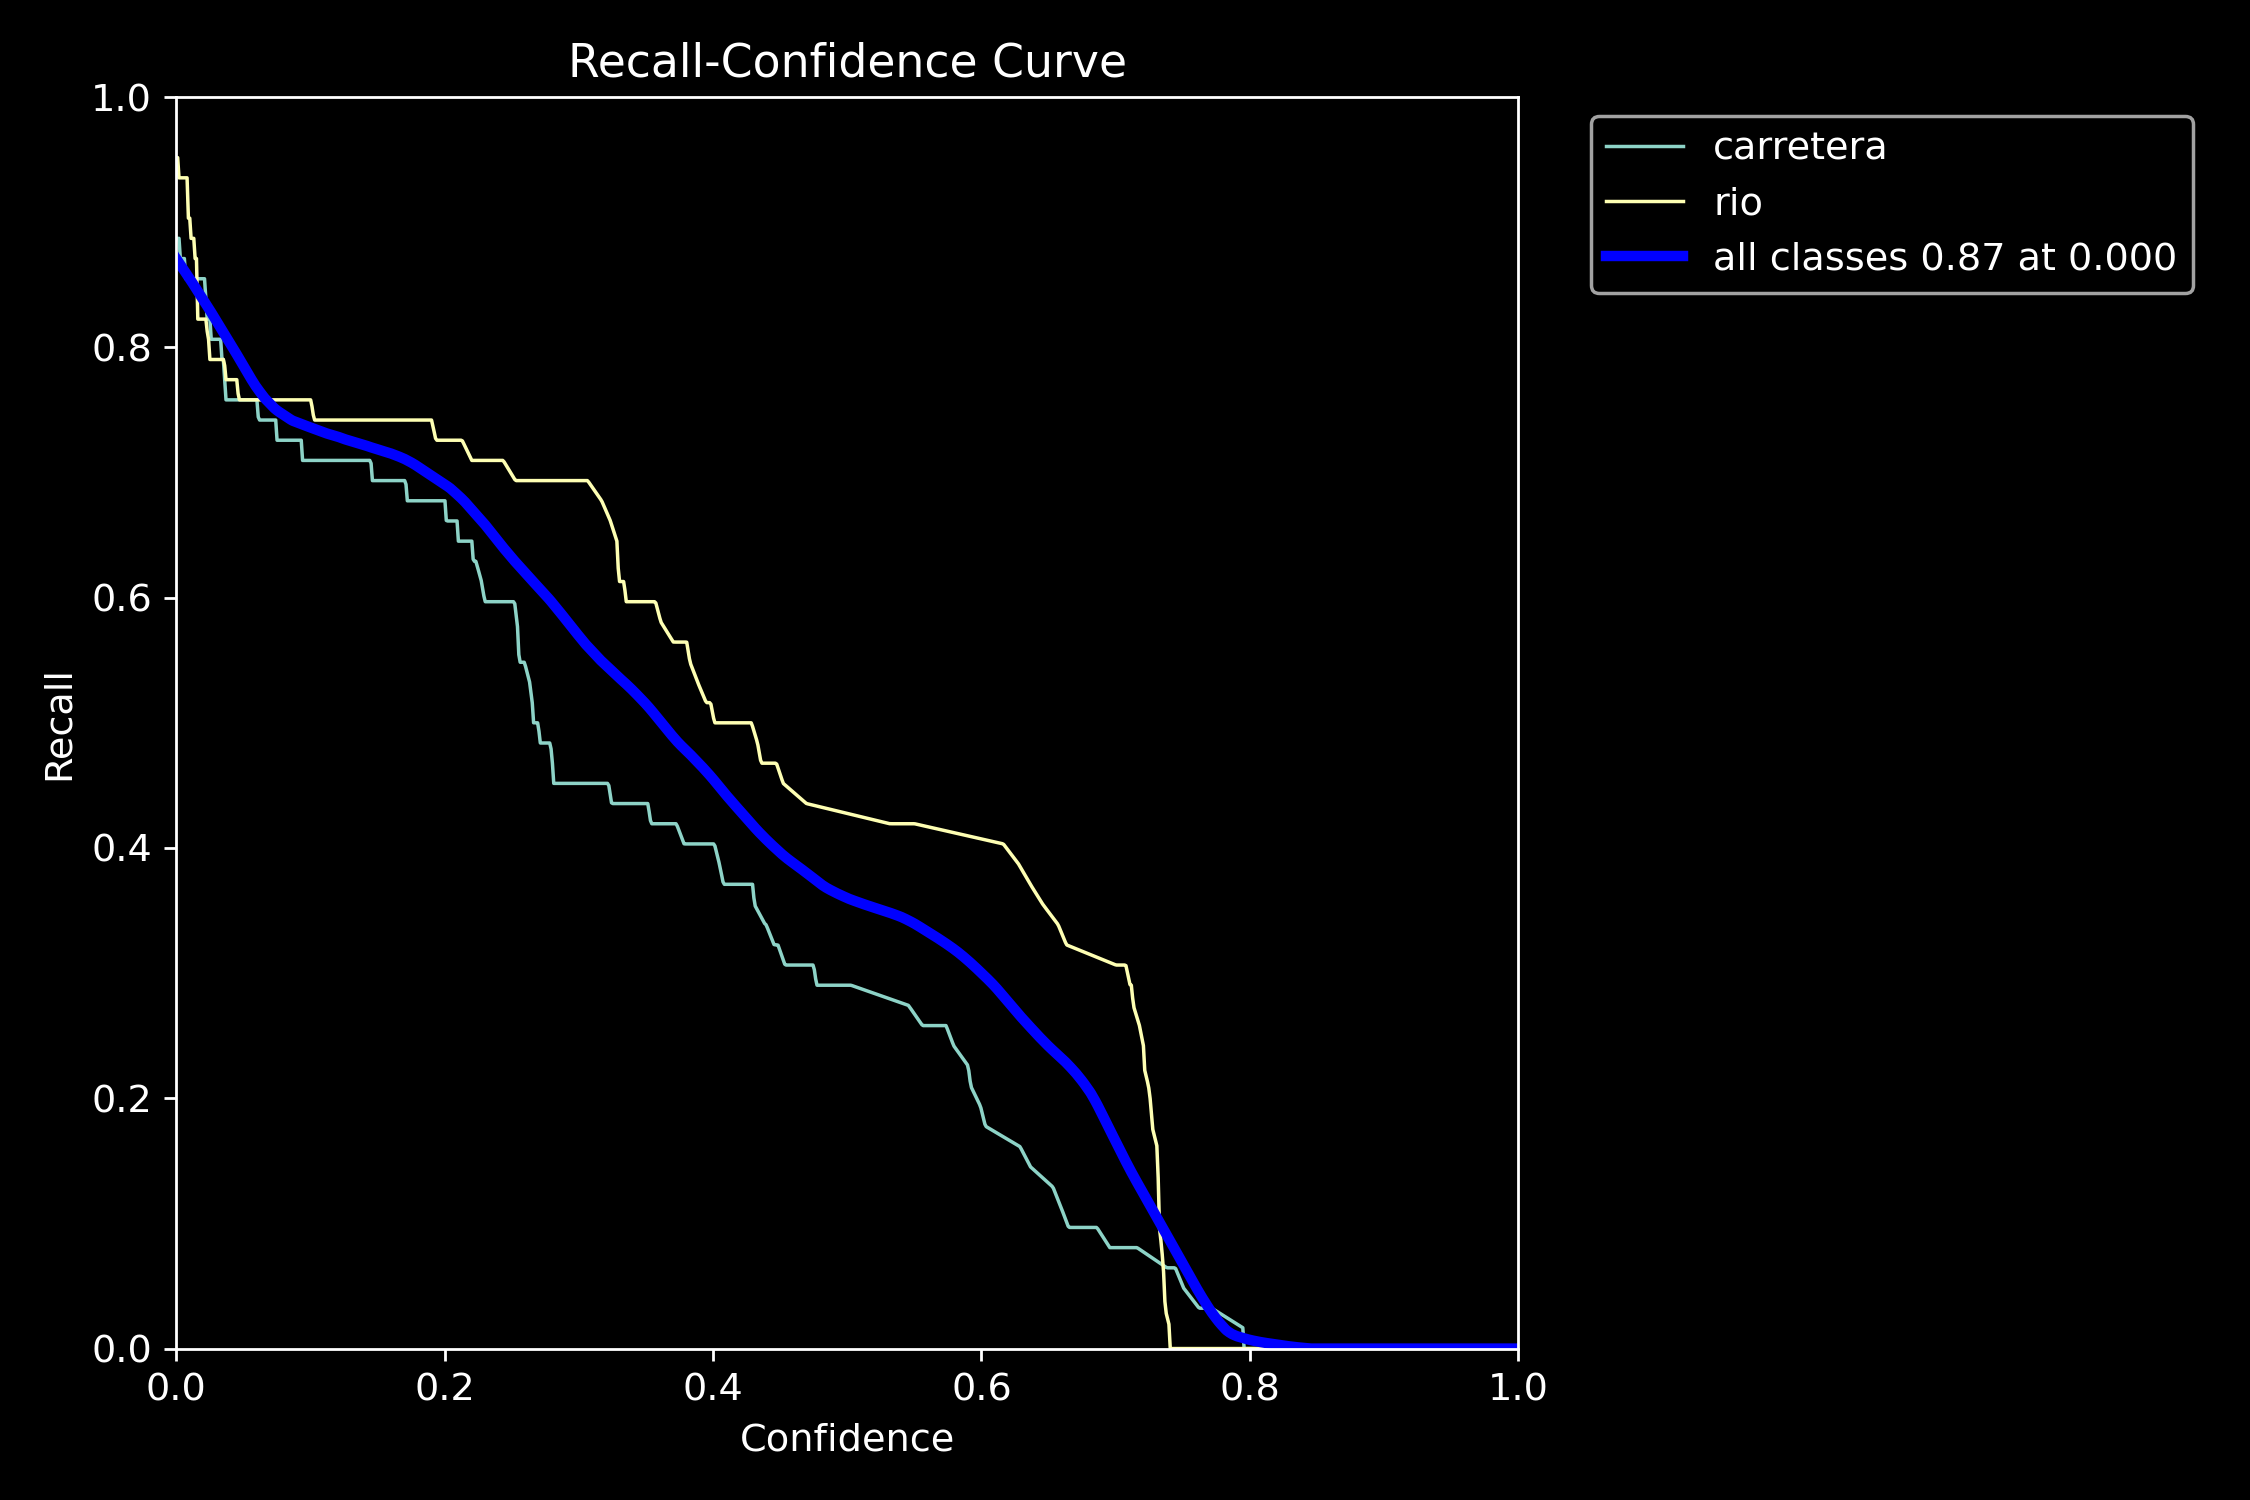 Recall-Confidence Curve
1.0
0.8
0.6
0.4
0.2
0.0
Recall
0.0 0.2 0.4 0.6 0.8 1.0
Confidence
carretera
rio
all classes 0.87 at 0.000